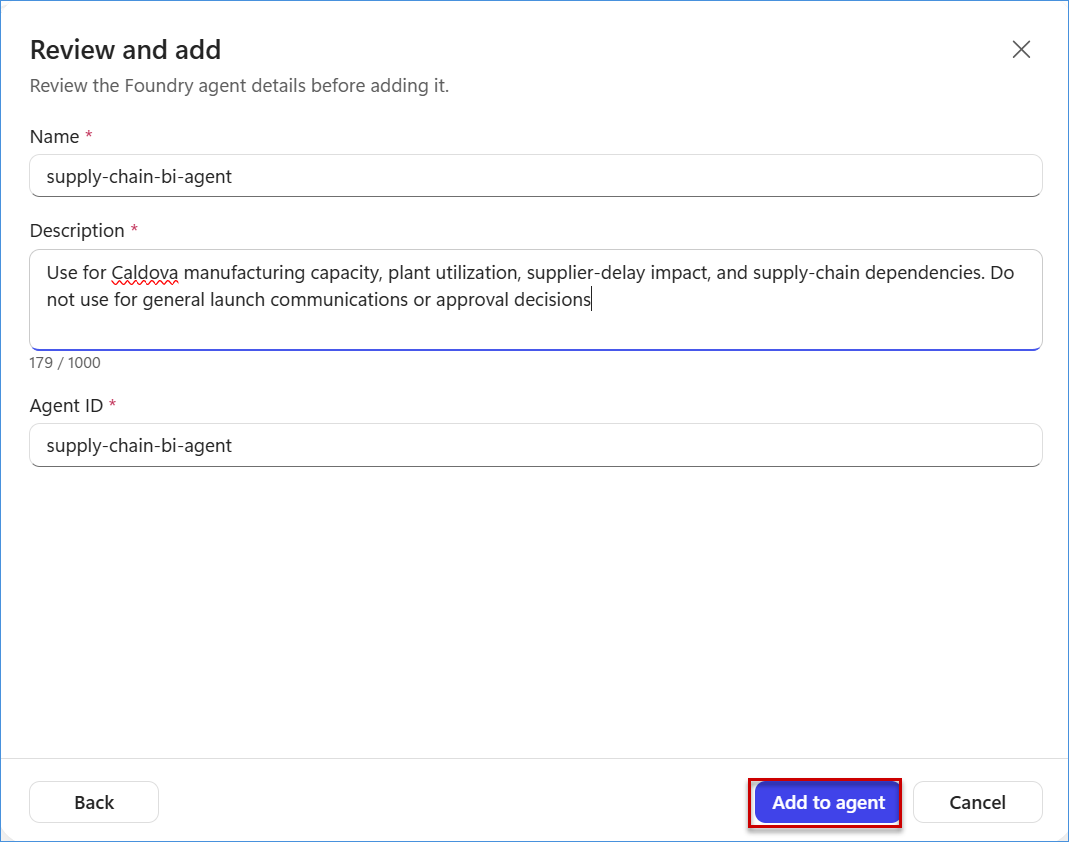 Review and add
Review the Foundry agent details before adding it.
Name *
supply-chain-bi-agent
Description *
Use for Caldova manufacturing capacity, plant utilization, supplier-delay impact, and supply-chain dependencies. Do
not use for general launch communications or approval decisions
179 / 1000
Agent ID *
supply-chain-bi-agent
Back
Add to agent
Cancel